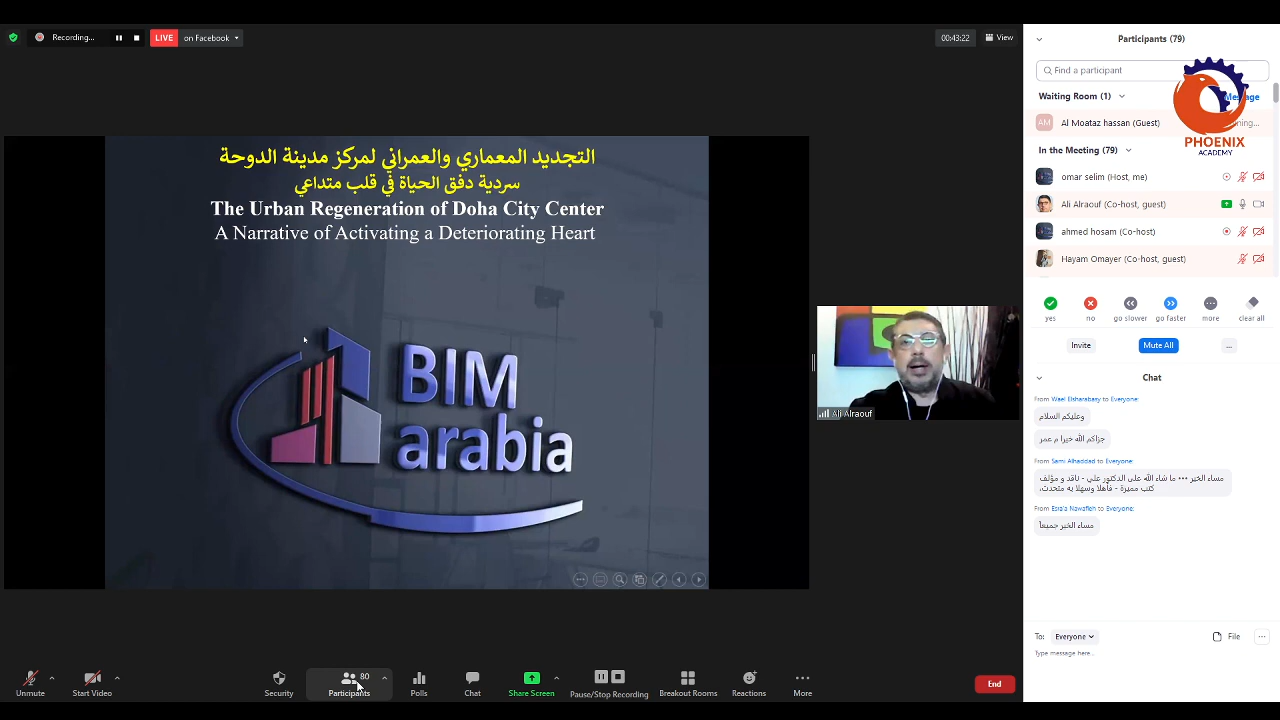 Recording...
LIVE
on Facebook
00:43:22
View
Participants (79)
Find a participant
Waiting Room (1)
Message
AM
Al Moataz hassan (Guest)
In the Meeting (79)
PHOENIX
ACADEMY
omar selim (Host, me)
Ali Alraouf (Co-host, guest)
ahmed hosam (Co-host)
Hayam Omayer (Co-host, guest)
yes
no
go slower
go faster
more
clear all
Invite
Mute All
...
Chat
From Wael Elsharabasy to Everyone:
وعليكم السلام
جزاكم الله خيرا م عمر
From Sami Alhaddad to Everyone:
مساء الخير ••• ما شاء الله على الدكتور علي - ناقد و مؤلف
كتب مميزة - فأهلا وسهلا به متحدث.
From Esra'a Nawafleh to Everyone:
مساء الخير جميعاً
To: Everyone
File
Type message here...
التجديد المعماري والعمراني لمركز مدينة الدوحة
سردية دفق الحياة في قلب متداعي
The Urban Regeneration of Doha City Center
A Narrative of Activating a Deteriorating Heart
BIM
arabia
Ali Alraouf
Unmute
Start Video
Security
80
Participants
Polls
Chat
Share Screen
Pause/Stop Recording
Breakout Rooms
Reactions
More
End